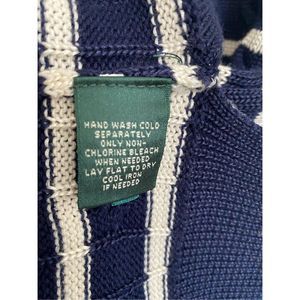 HAND WASH COLD
SEPARATELY
ONLY NON-
CHLORINE BLEACH
WHEN NEEDED
LAY FLAT TO DRY
COOL IRON
IF NEEDED